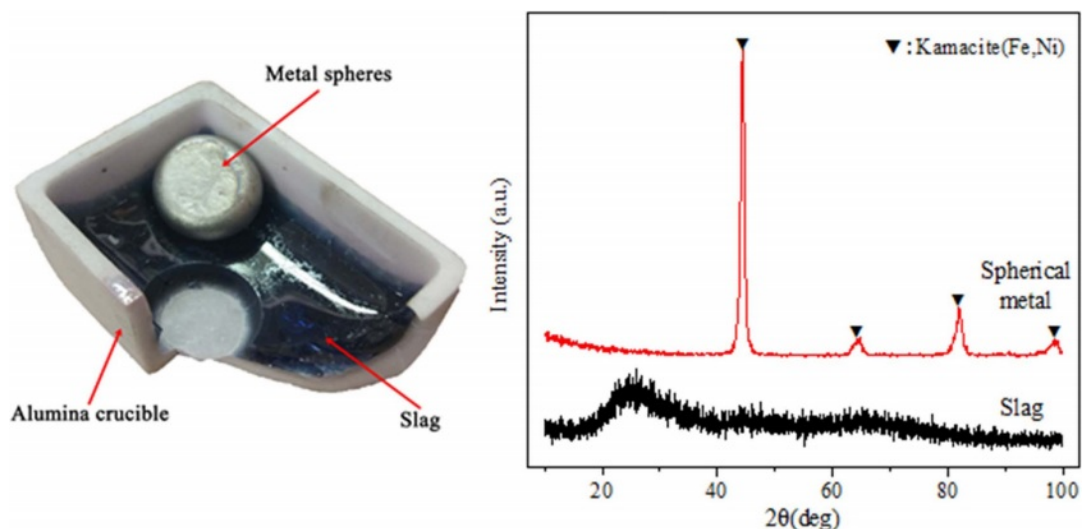 Metal spheres
Alumina crucible
Slag
Intensity (a.u.)
▼: Kamacite(Fe,Ni)
Spherical
metal
Slag
20 40 60 80 100
2θ(deg)